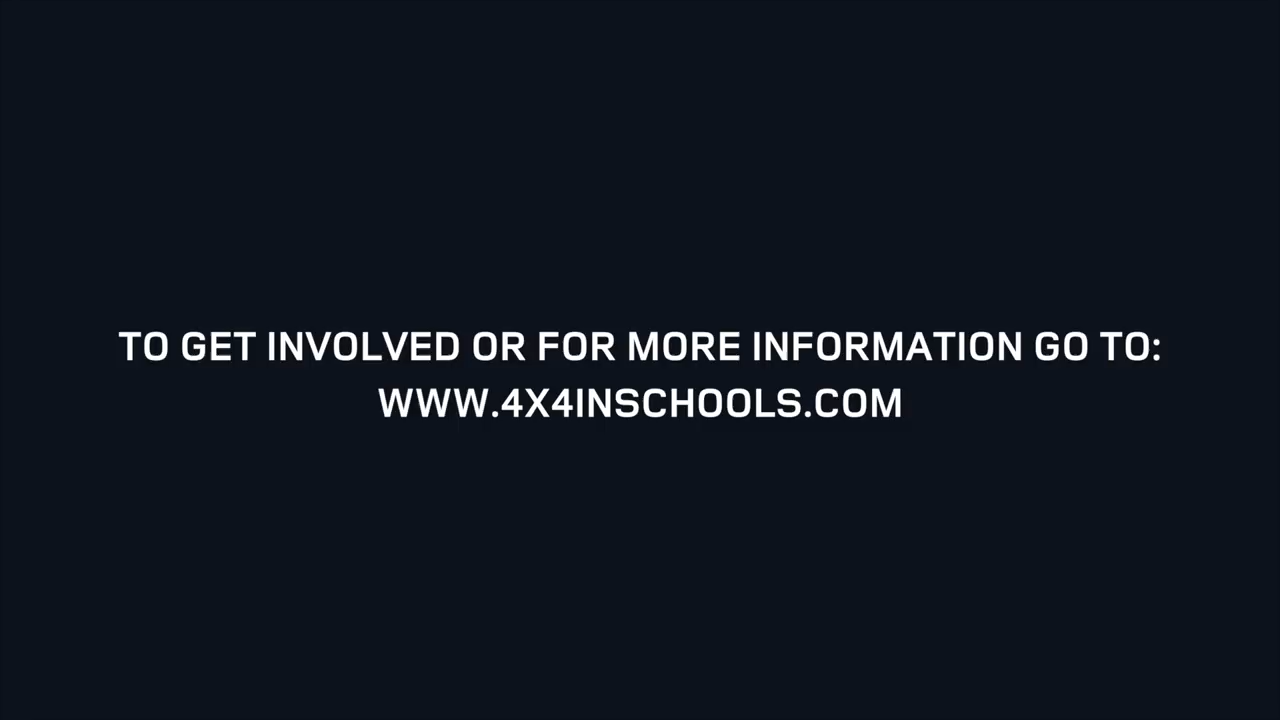 TO GET INVOLVED OR FOR MORE INFORMATION GO TO:
WWW.4X4INSCHOOLS.COM